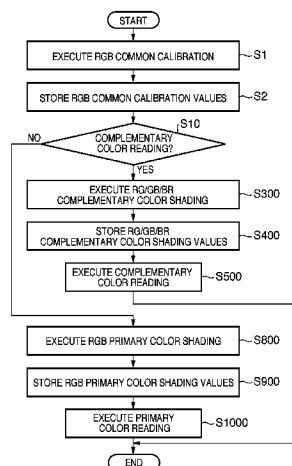 START
EXECUTE RGB COMMON CALIBRATION
S1
STORE RGB COMMON CALIBRATION VALUES
S2
S10
NO
COMPLEMENTARY
COLOR READING?
YES
EXECUTE RG/GB/BR
COMPLEMENTARY COLOR SHADING
S300
STORE RG/GB/BR
COMPLEMENTARY COLOR SHADING VALUES
S400
EXECUTE COMPLEMENTARY
COLOR READING
S500
EXECUTE RGB PRIMARY COLOR SHADING
S800
STORE RGB PRIMARY COLOR SHADING VALUES
S900
EXECUTE PRIMARY
COLOR READING
S1000
END